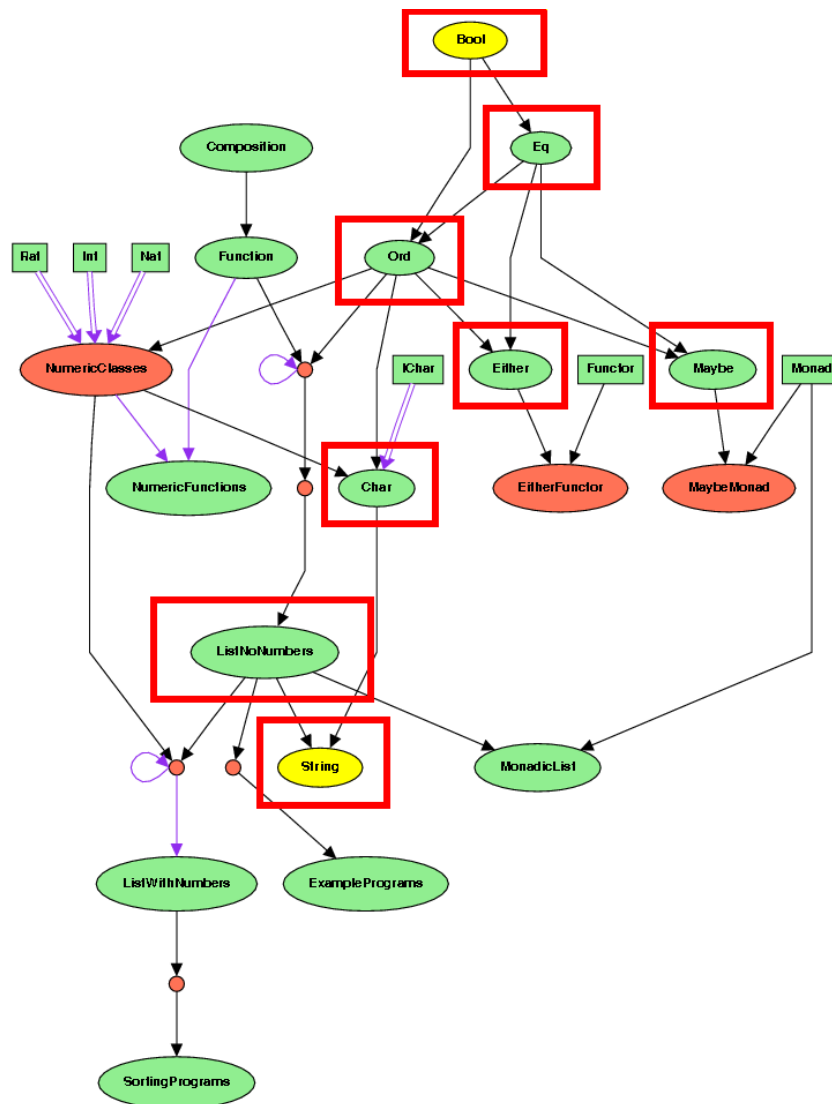 Bool
Eq
Composition
Ord
Function
Rat
Int
Nat
NumericClasses
Either
IChar
Functor
Maybe
Monad
NumericFunctions
Char
EitherFunctor
MaybeMonad
ListNoNumbers
String
MonadicList
ListWithNumbers
ExamplePrograms
SortingPrograms